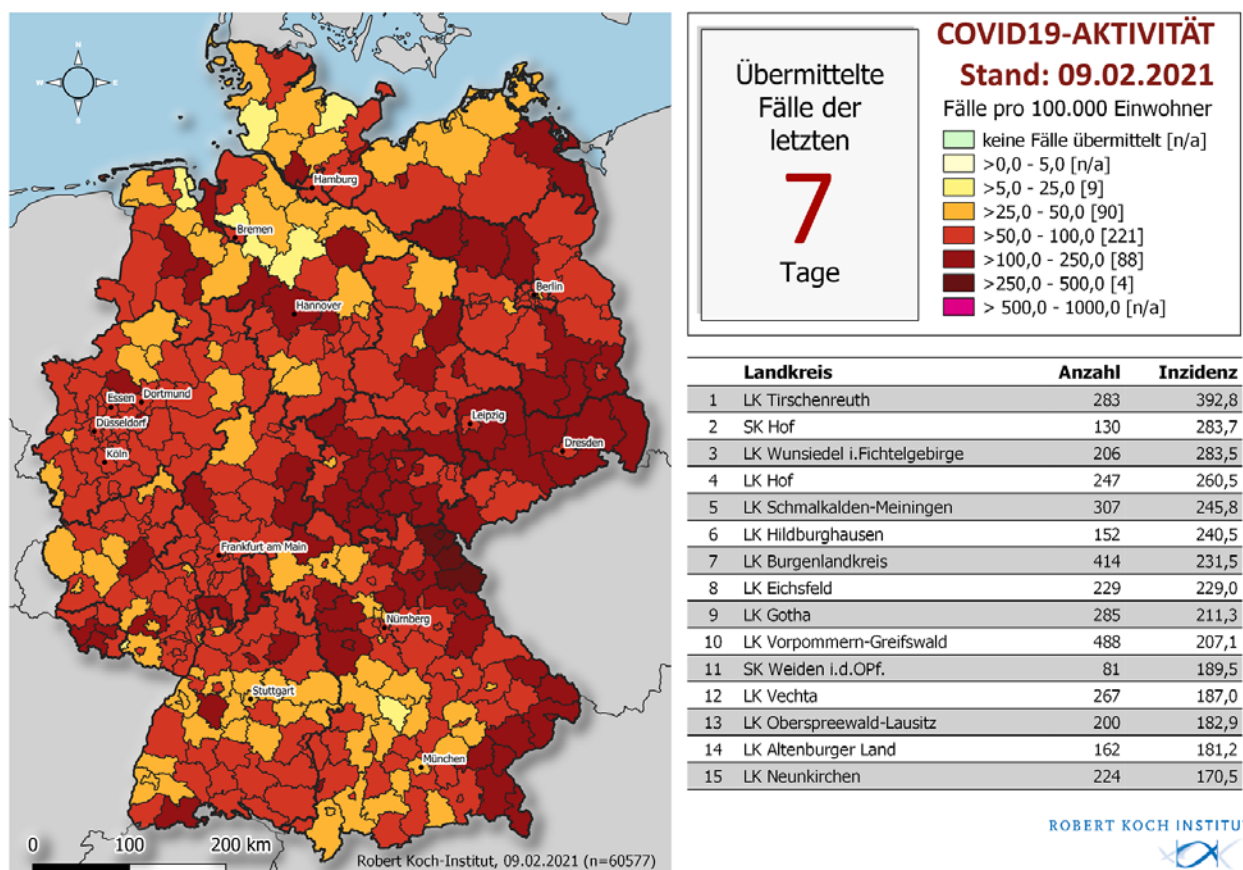 N
W
E
S
Hamburg
Bremen
Berlin
Hannover
Essen
Dortmund
Düsseldorf
Köln
Leipzig
Dresden
Frankfurt am Main
Nürnberg
Stuttgart
München
0 100 200 km
Robert Koch-Institut, 09.02.2021 (n=60577)
Übermittelte
Fälle der
letzten
7
Tage
COVID19-AKTIVITÄT
Stand: 09.02.2021
Fälle pro 100.000 Einwohner
keine Fälle übermittelt [n/a]
>0,0 - 5,0 [n/a]
>5,0 - 25,0 [9]
>25,0 - 50,0 [90]
>50,0 - 100,0 [221]
>100,0 - 250,0 [88]
>250,0 - 500,0 [4]
> 500,0 - 1000,0 [n/a]
Landkreis Anzahl Inzidenz
1 LK Tirschenreuth 283 392,8
2 SK Hof 130 283,7
3 LK Wunsiedel i.Fichtelgebirge 206 283,5
4 LK Hof 247 260,5
5 LK Schmalkalden-Meiningen 307 245,8
6 LK Hildburghausen 152 240,5
7 LK Burgenlandkreis 414 231,5
8 LK Eichsfeld 229 229,0
9 LK Gotha 285 211,3
10 LK Vorpommern-Greifswald 488 207,1
11 SK Weiden i.d.OPf. 81 189,5
12 LK Vechta 267 187,0
13 LK Oberspreewald-Lausitz 200 182,9
14 LK Altenburger Land 162 181,2
15 LK Neunkirchen 224 170,5
ROBERT KOCH INSTITU